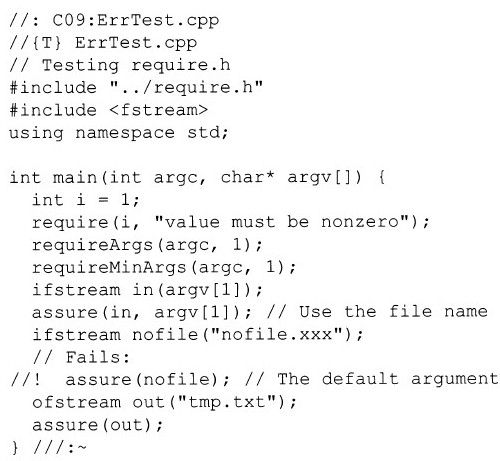 //: C09:ErrTest.cpp
//{T} ErrTest.cpp
// Testing require.h
#include "../require.h"
#include <fstream>
using namespace std;

int main(int argc, char* argv[]) {
  int i = 1;
  require(i, "value must be nonzero");
  requireArgs(argc, 1);
  requireMinArgs(argc, 1);
  ifstream in(argv[1]);
  assure(in, argv[1]); // Use the file name
  ifstream nofile("nofile.xxx");
  // Fails:
//!  assure(nofile); // The default argument
  ofstream out("tmp.txt");
  assure(out);
} ///:~